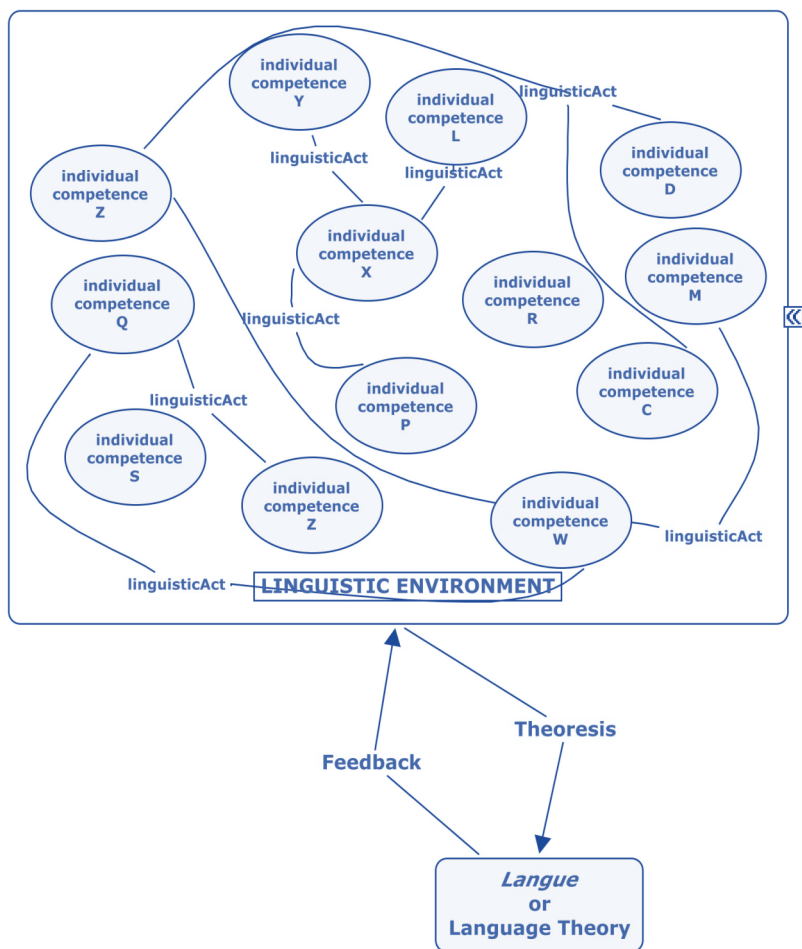 individual
competence
Y
individual
competence
L
linguisticAct
individual
competence
D
linguisticAct
linguisticAct
individual
competence
Z
individual
competence
X
individual
competence
M
individual
competence
R
individual
competence
Q
linguisticAct
individual
competence
C
individual
competence
P
linguisticAct
individual
competence
S
individual
competence
Z
individual
competence
W
linguisticAct
linguisticAct
LINGUISTIC ENVIRONMENT
Theoresis
Feedback
Langue
or
Language Theory